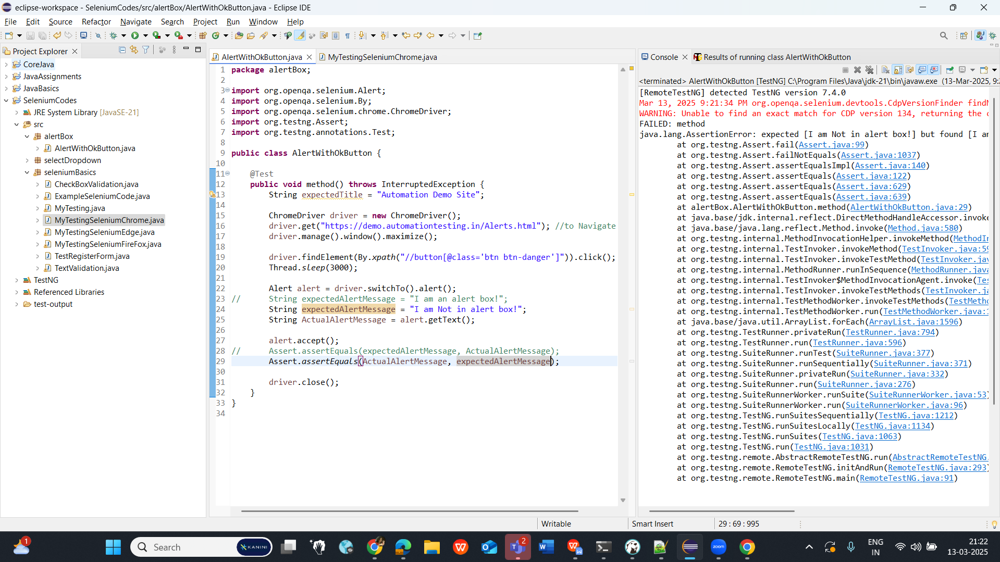 eclipse-workspace - SeleniumCodes/src/alertBox/AlertWithOkButton.java - Eclipse IDE
File Edit Source Refactor Navigate Search Project Run Window Help
Project Explorer
CoreJava
JavaAssignments
JavaBasics
SeleniumCodes
JRE System Library [JavaSE-21]
src
alertBox
AlertWithOkButton.java
selectDropdown
seleniumBasics
CheckBoxValidation.java
ExampleSeleniumCode.java
MyTesting.java
MyTestingSeleniumChrome.java
MyTestingSeleniumEdge.java
MyTestingSeleniumFireFox.java
TestRegisterForm.java
TextValidation.java
TestNG
Referenced Libraries
test-output
AlertWithOkButton.java MyTestingSeleniumChrome.java
1 package alertBox;
2
3 import org.openqa.selenium.Alert;
4 import org.openqa.selenium.By;
5 import org.openqa.selenium.chrome.ChromeDriver;
6 import org.testng.Assert;
7 import org.testng.annotations.Test;
8
9 public class AlertWithOkButton {
10
11 @Test
12 public void method() throws InterruptedException {
13 String expectedTitle = "Automation Demo Site";
14
15 ChromeDriver driver = new ChromeDriver();
16 driver.get("https://demo.automationtesting.in/Alerts.html"); //to Navigate
17 driver.manage().window().maximize();
18
19 driver.findElement(By.xpath("//button[@class='btn btn-danger']")).click();
20 Thread.sleep(3000);
21
22 Alert alert = driver.switchTo().alert();
23 // String expectedAlertMessage = "I am an alert box!";
24 String expectedAlertMessage = "I am Not in alert box!";
25 String ActualAlertMessage = alert.getText();
26
27 alert.accept();
28 // Assert.assertEquals(expectedAlertMessage, ActualAlertMessage);
29 Assert.assertEquals(ActualAlertMessage, expectedAlertMessage);
30
31 driver.close();
32 }
33 }
34
Console Results of running class AlertWithOkButton
<terminated> AlertWithOkButton [TestNG] C:\Program Files\Java\jdk-21\bin\javaw.exe (13-Mar-2025, 9:2
[RemoteTestNG] detected TestNG version 7.4.0
Mar 13, 2025 9:21:34 PM org.openqa.selenium.devtools.CdpVersionFinder find
WARNING: Unable to find an exact match for CDP version 134, returning the c
FAILED: method
java.lang.AssertionError: expected [I am Not in alert box!] but found [I an
at org.testng.Assert.fail(Assert.java:99)
at org.testng.Assert.failNotEquals(Assert.java:1037)
at org.testng.Assert.assertEqualsImpl(Assert.java:140)
at org.testng.Assert.assertEquals(Assert.java:122)
at org.testng.Assert.assertEquals(Assert.java:629)
at org.testng.Assert.assertEquals(Assert.java:639)
at alertBox.AlertWithOkButton.method(AlertWithOkButton.java:29)
at java.base/jdk.internal.reflect.DirectMethodHandleAccessor.invoke
at java.base/java.lang.reflect.Method.invoke(Method.java:580)
at org.testng.internal.MethodInvocationHelper.invokeMethod(MethodIn
at org.testng.internal.TestInvoker.invokeMethod(TestInvoker.java:59
at org.testng.internal.TestInvoker.invokeTestMethod(TestInvoker.jav
at org.testng.internal.MethodRunner.runInSequence(MethodRunner.java
at org.testng.internal.TestInvoker$MethodInvocationAgent.invoke(Tes
at org.testng.internal.TestInvoker.invokeTestMethods(TestInvoker.ja
at org.testng.internal.TestMethodWorker.invokeTestMethods(TestMetho
at org.testng.internal.TestMethodWorker.run(TestMethodWorker.java:1
at java.base/java.util.ArrayList.forEach(ArrayList.java:1596)
at org.testng.TestRunner.privateRun(TestRunner.java:794)
at org.testng.TestRunner.run(TestRunner.java:596)
at org.testng.SuiteRunner.runTest(SuiteRunner.java:377)
at org.testng.SuiteRunner.runSequentially(SuiteRunner.java:371)
at org.testng.SuiteRunner.privateRun(SuiteRunner.java:332)
at org.testng.SuiteRunner.run(SuiteRunner.java:276)
at org.testng.SuiteRunnerWorker.runSuite(SuiteRunnerWorker.java:53)
at org.testng.SuiteRunnerWorker.run(SuiteRunnerWorker.java:96)
at org.testng.TestNG.runSuitesSequentially(TestNG.java:1212)
at org.testng.TestNG.runSuitesLocally(TestNG.java:1134)
at org.testng.TestNG.runSuites(TestNG.java:1063)
at org.testng.TestNG.run(TestNG.java:1031)
at org.testng.remote.AbstractRemoteTestNG.run(AbstractRemoteTestNG.
at org.testng.remote.RemoteTestNG.initAndRun(RemoteTestNG.java:293)
at org.testng.remote.RemoteTestNG.main(RemoteTestNG.java:91)
Writable Smart Insert 29 : 69 : 995
1 Search KANINI 2 zoom ENG
IN
21:22
13-03-2025